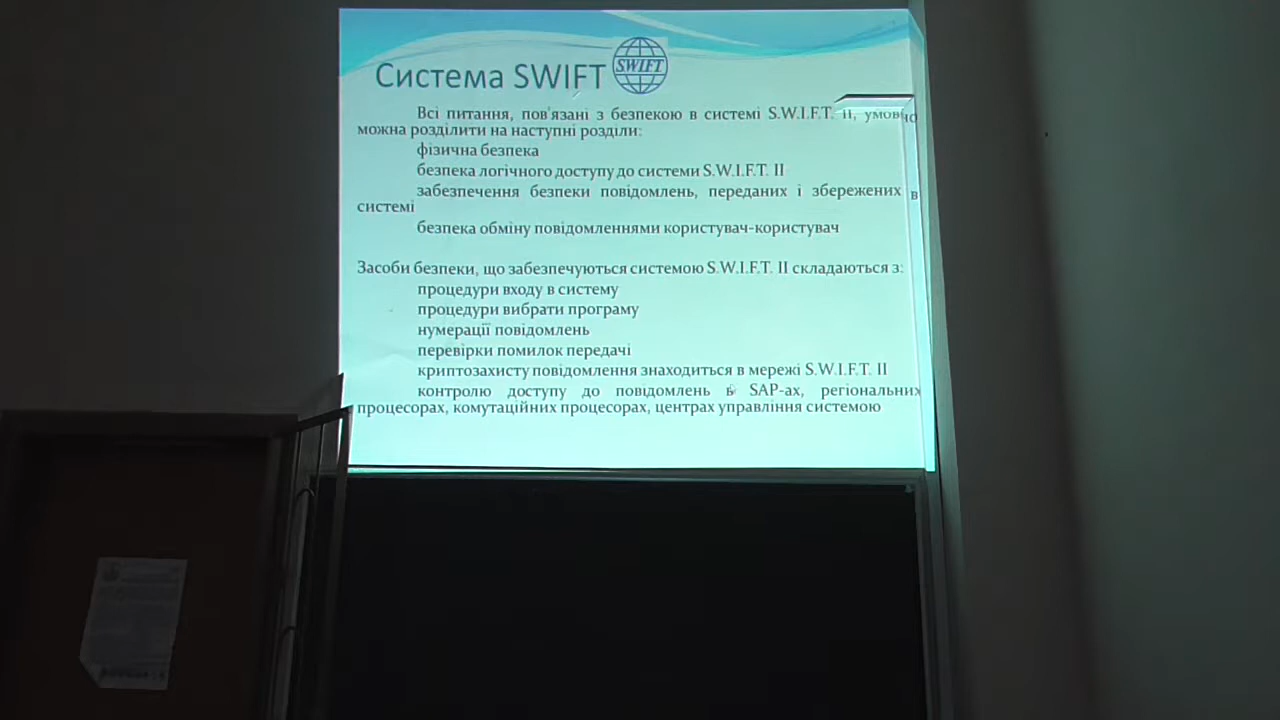 Система SWIFT
SWIFT
Всі питання, пов'язані з безпекою в системі S.W.I.F.T. II, умовно
можна розділити на наступні розділи:
фізична безпека
безпека логічного доступу до системи S.W.I.F.T. II
забезпечення безпеки повідомлень, переданих і збережених в
системі
безпека обміну повідомленнями користувач-користувач
Засоби безпеки, що забезпечуються системою S.W.I.F.T. II складаються з:
процедури входу в систему
процедури вибрати програму
нумерації повідомлень
перевірки помилок передачі
криптозахисту повідомлення знаходиться в мережі S.W.I.F.T. II
контролю доступу до повідомлень в SAP-ах, регіональних
процесорах, комутаційних процесорах, центрах управління системою